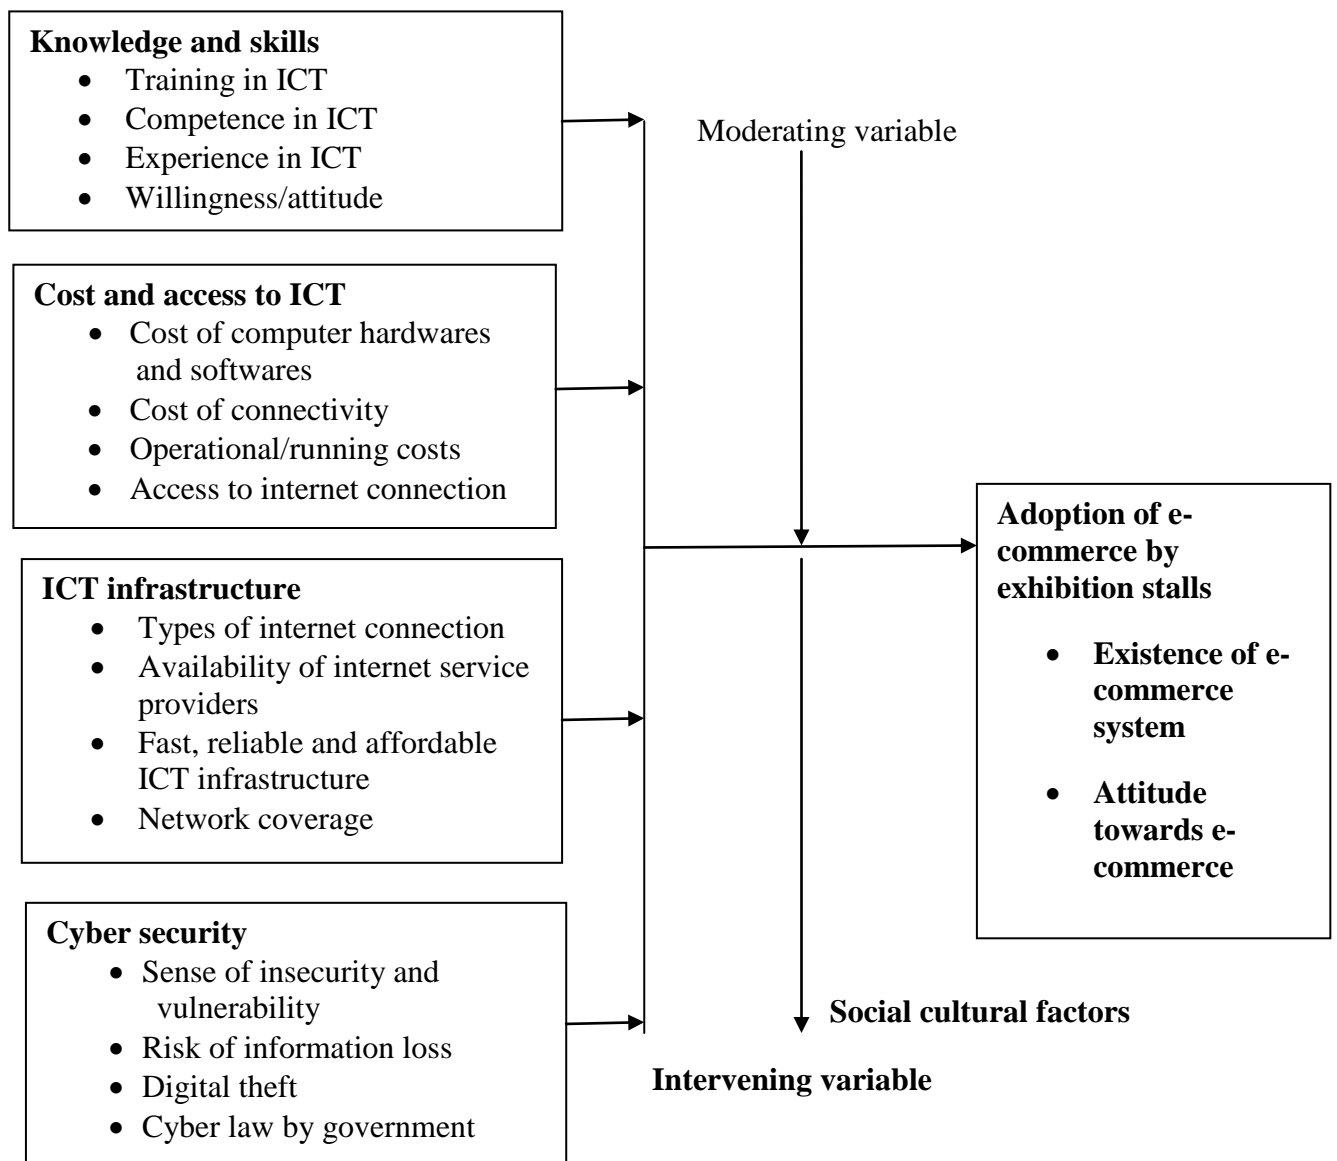 Knowledge and skills
• Training in ICT
• Competence in ICT
• Experience in ICT
• Willingness/attitude
Moderating variable
Cost and access to ICT
• Cost of computer hardwares
and softwares
• Cost of connectivity
• Operational/running costs
• Access to internet connection
ICT infrastructure
• Types of internet connection
• Availability of internet service
providers
• Fast, reliable and affordable
ICT infrastructure
• Network coverage
Adoption of e-
commerce by
exhibition stalls
• Existence of e-
commerce
system
• Attitude
towards e-
commerce
Cyber security
• Sense of insecurity and
vulnerability
• Risk of information loss
• Digital theft
• Cyber law by government
Social cultural factors
Intervening variable